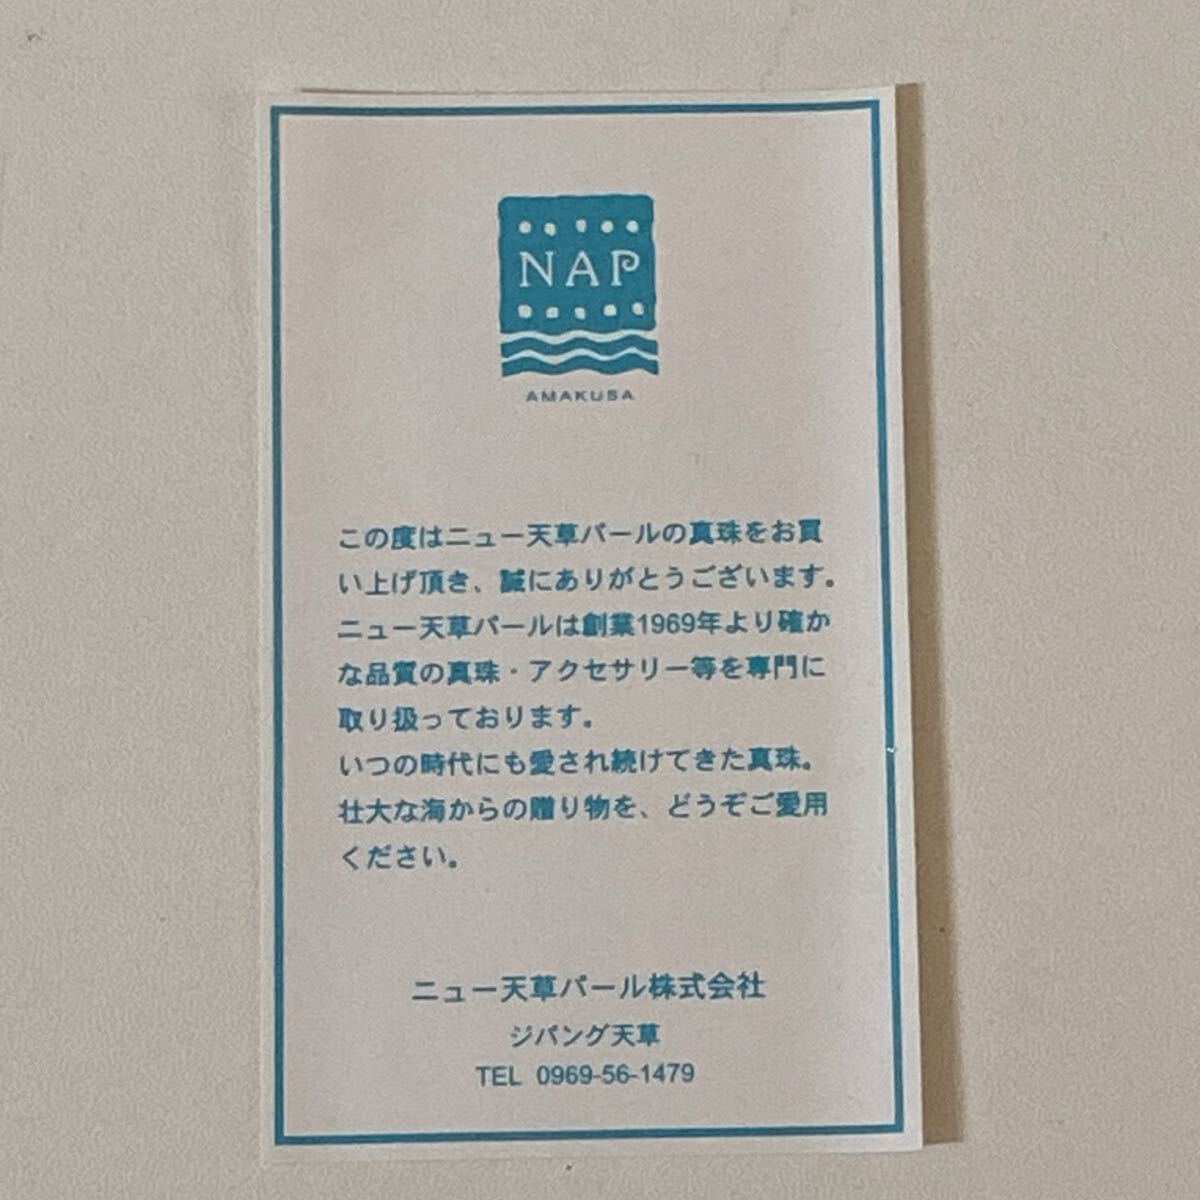 NAP
AMAKUSA
この度はニュー天草パールの真珠をお買
い上げ頂き、誠にありがとうございます。
ニュー天草パールは創業1969年より確か
な品質の真珠・アクセサリー等を専門に
取り扱っております。
いつの時代にも愛され続けてきた真珠。
壮大な海からの贈り物を、どうぞご愛用
ください。
ニュー天草パール株式会社
ジパング天草
TEL 0969-56-1479